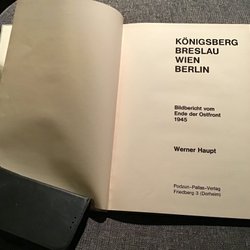 KÖNIGSBERG
BRESLAU
WIEN
BERLIN
Bildbericht vom
Ende der Ostfront
1945
Werner Haupt
Podzun-Pallas-Verlag
Friedberg 3 (Dorheim)